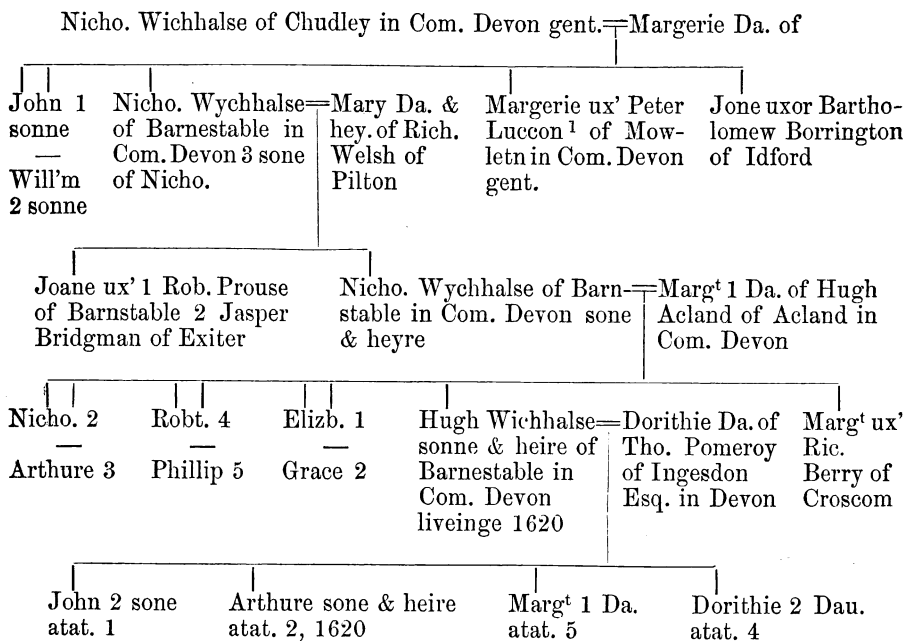 Nicho. Wichhalse of Chudley in Com. Devon gent.=Margerie Da. of
John 1
sonne
—
Will'm
2 sonne
Nicho. Wychhalse=
of Barnestable in
Com. Devon 3 sone
of Nicho.
Mary Da. &
hey. of Rich.
Welsh of
Pilton
Margerie ux' Peter
Luccon ¹ of Mow-
letn in Com. Devon
gent.
Jone uxor Bartho-
lomew Borrington
of Idford
Joane ux' 1 Rob. Prouse
of Barnstable 2 Jasper
Bridgman of Exiter
Nicho. Wychhalse of Barn-=
stable in Com. Devon sone
& heyre
Margᵗ 1 Da. of Hugh
Acland of Acland in
Com. Devon
Nicho. 2
—
Arthure 3
Robt. 4
—
Phillip 5
Elizb. 1
—
Grace 2
Hugh Wichhalse=
sonne & heire of
Barnestable in
Com. Devon
liveinge 1620
Dorithie Da. of
Tho. Pomeroy
of Ingesdon
Esq. in Devon
Margᵗ ux'
Ric.
Berry of
Croscom
John 2 sone
atat. 1
Arthure sone & heire
atat. 2, 1620
Margᵗ 1 Da.
atat. 5
Dorithie 2 Dau.
atat. 4